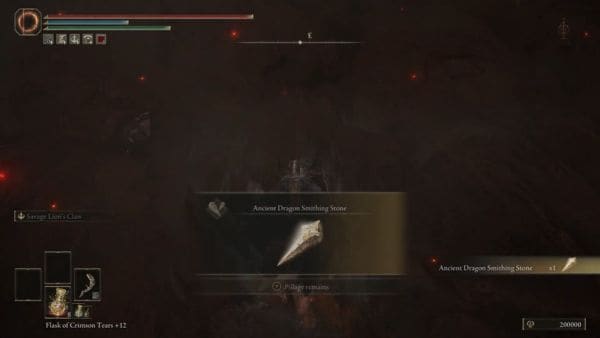 E
Ancient Dragon Smithing Stone
Savage Lion's Claw
Ancient Dragon Smithing Stone x1
:Pillage remains
Flask of Crimson Tears +12
200000